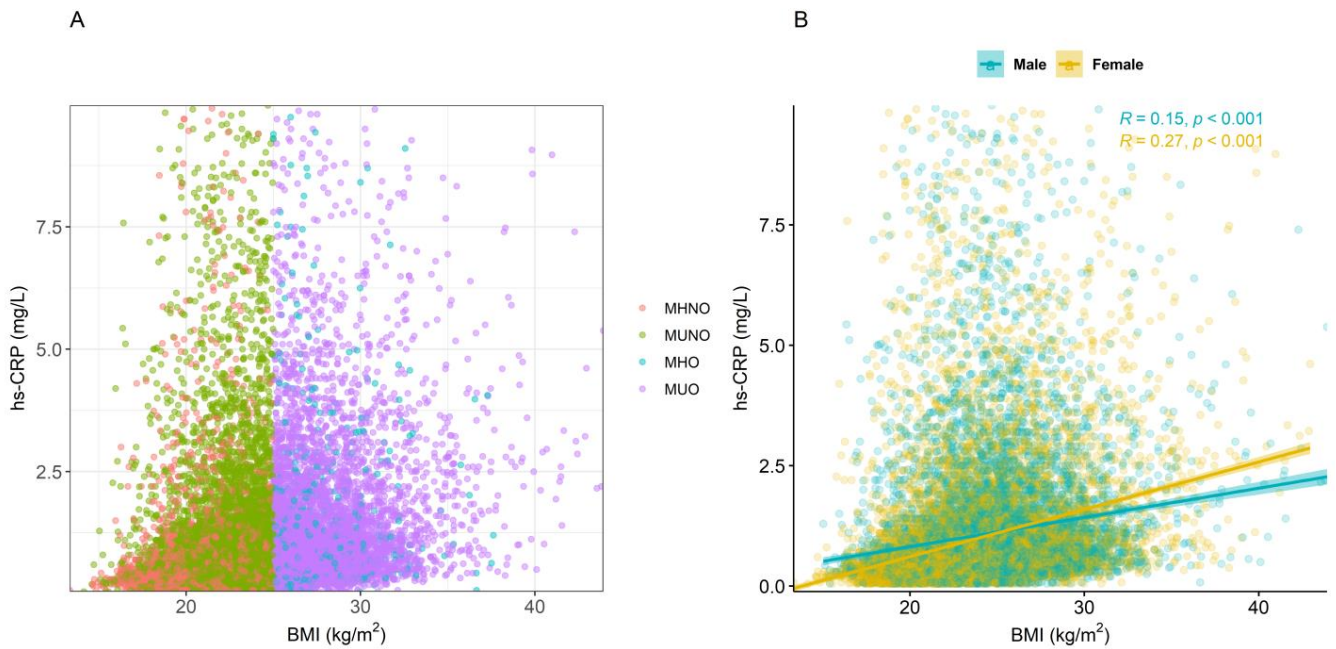 A
hs-CRP (mg/L)
7.5
5.0
2.5
20
30
40
BMI (kg/m²)
MHNO
MUNO
MHO
MUO
B
Male
Female
R = 0.15, p < 0.001
R = 0.27, p < 0.001
hs-CRP (mg/L)
7.5
5.0
2.5
0.0
20
30
40
BMI (kg/m²)